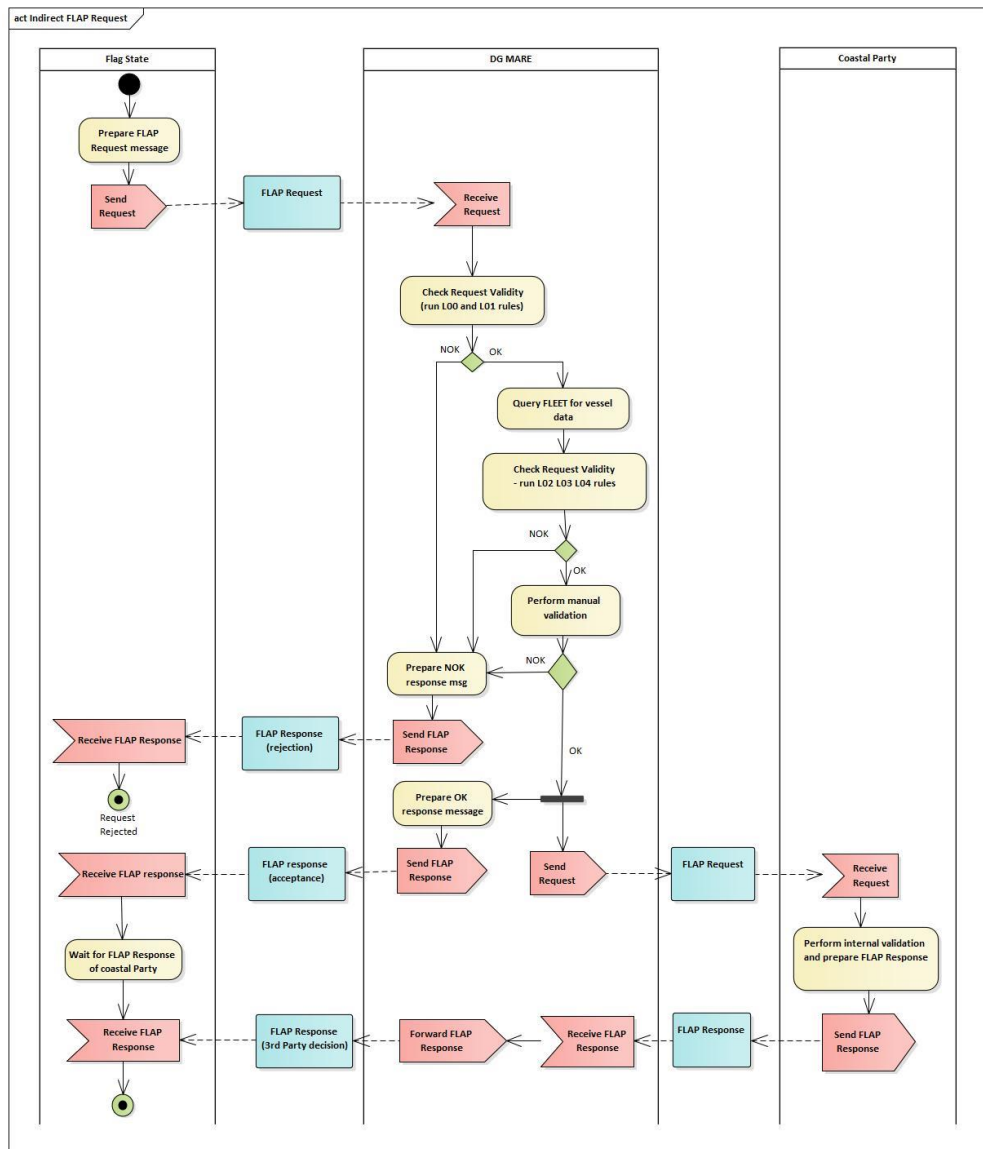 act Indirect FLAP Request
Flag State
DG MARE
Coastal Party
Prepare FLAP
Request message
Send
Request
FLAP Request
Receive
Request
Check Request Validity
(run L00 and L01 rules)
NOK
OK
Query FLEET for vessel
data
Check Request Validity
- run L02 L03 L04 rules
NOK
OK
Perform manual
validation
NOK
Prepare NOK
response msg
OK
Send FLAP
Response
FLAP Response
(rejection)
Receive FLAP Response
Request
Rejected
Prepare OK
response message
Send FLAP
Response
FLAP response
(acceptance)
Receive FLAP response
Send
Request
FLAP Request
Receive
Request
Wait for FLAP Response
of coastal Party
Perform internal validation
and prepare FLAP Response
Send FLAP
Response
FLAP Response
Receive FLAP
Response
Forward FLAP
Response
FLAP Response
(3rd Party decision)
Receive FLAP
Response